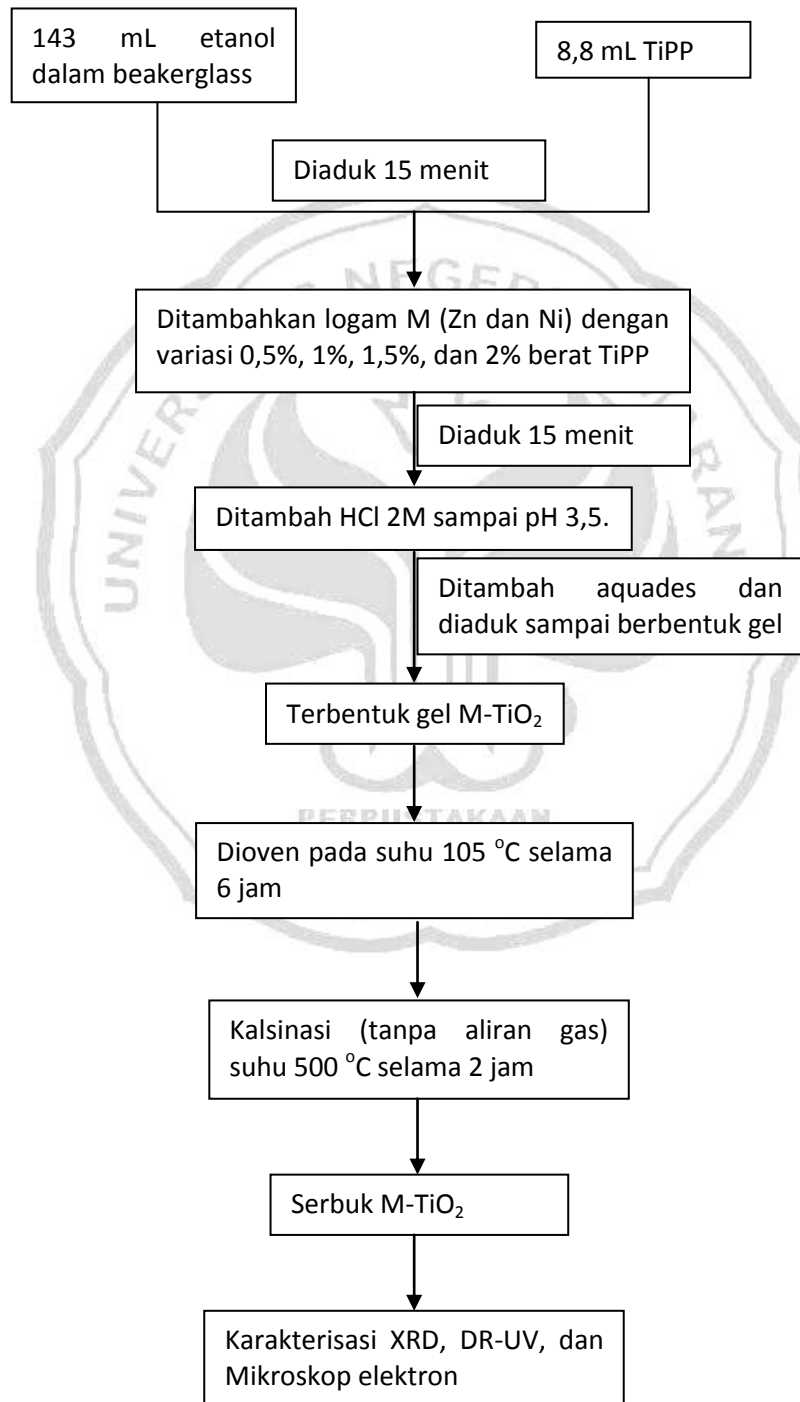 143 mL etanol
dalam beakerglass
8,8 mL TiPP
Diaduk 15 menit
Ditambahkan logam M (Zn dan Ni) dengan
variasi 0,5%, 1%, 1,5%, dan 2% berat TiPP
Diaduk 15 menit
Ditambah HCl 2M sampai pH 3,5.
Ditambah aquades dan
diaduk sampai berbentuk gel
Terbentuk gel M-TiO₂
PERPUSTAKAAN
Dioven pada suhu 105 °C selama
6 jam
Kalsinasi (tanpa aliran gas)
suhu 500 °C selama 2 jam
Serbuk M-TiO₂
Karakterisasi XRD, DR-UV, dan
Mikroskop elektron